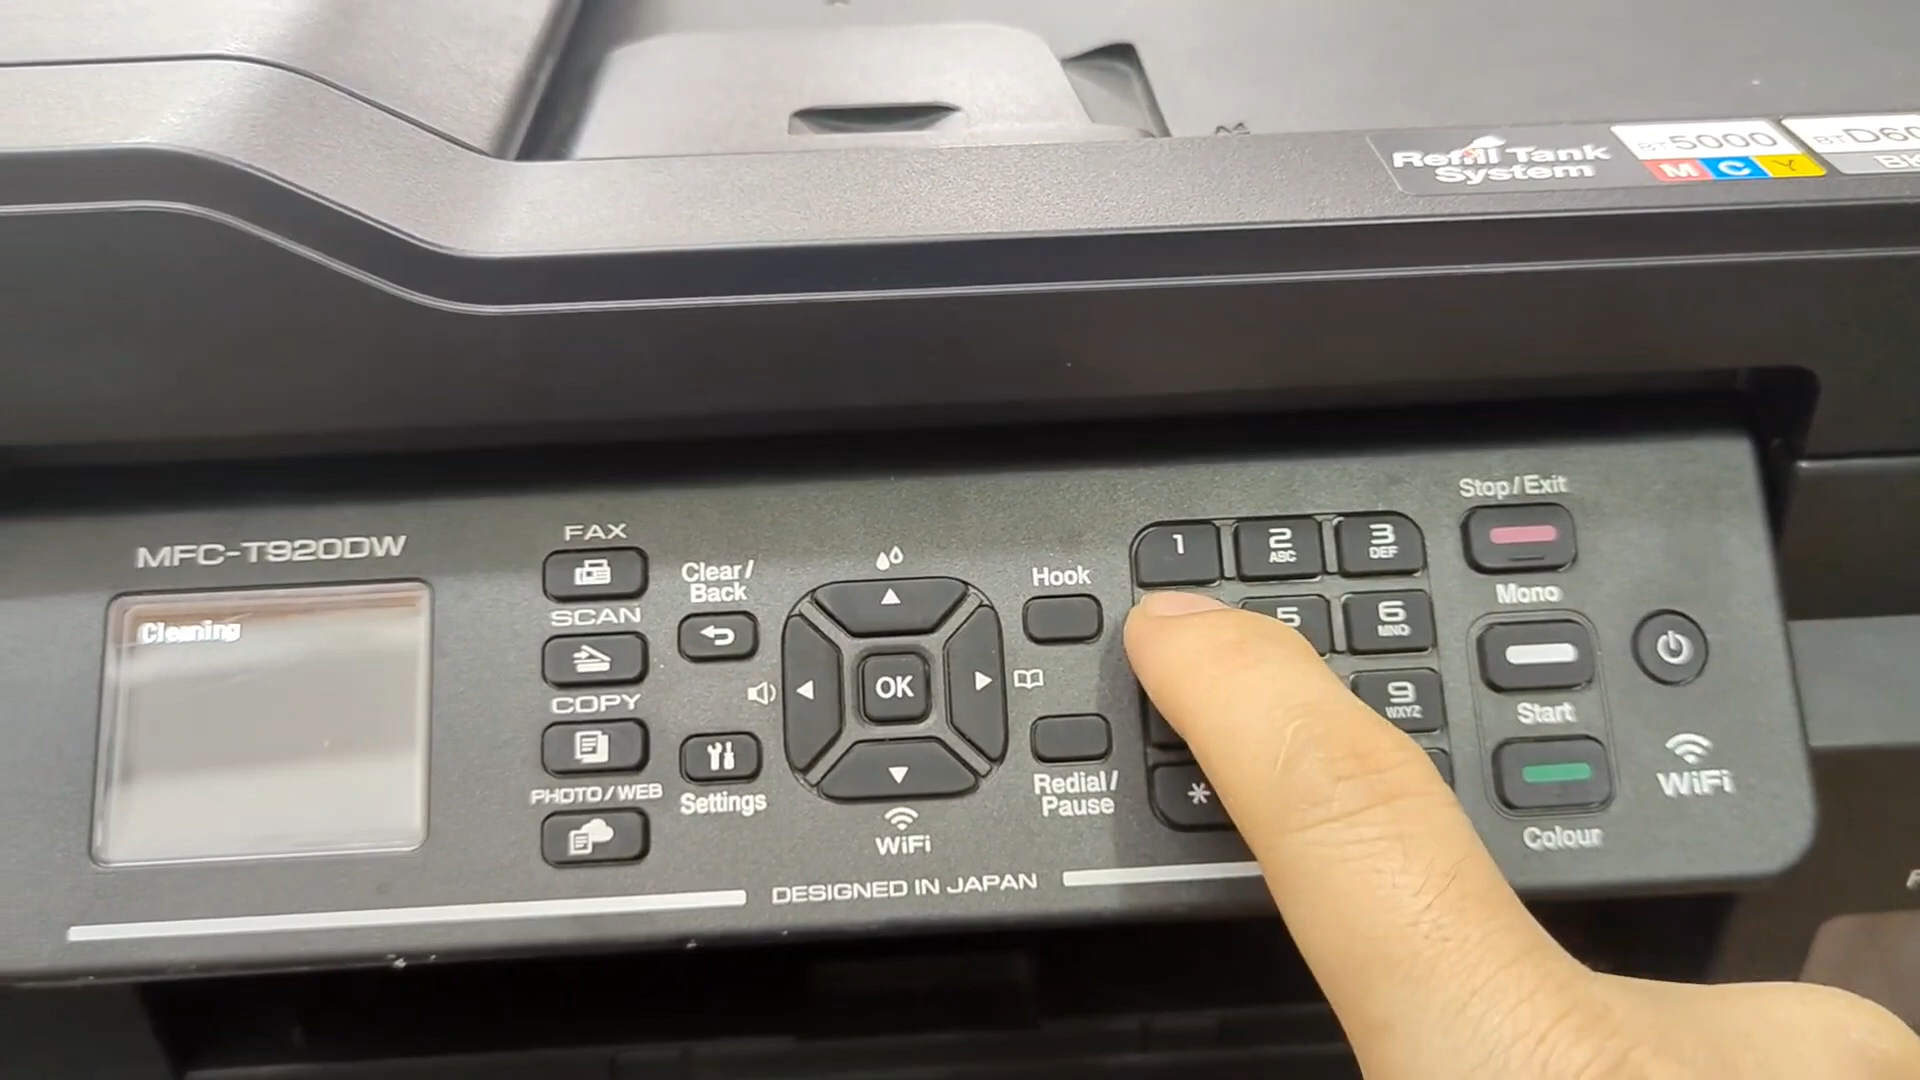 Refill Tank
System
BT5000
M C Y
BTD60
BK
MFC-T920DW
Cleaning
FAX
SCAN
COPY
PHOTO/WEB
Clear/
Back
Settings
OK
WiFi
Hook
Redial/
Pause
1
2
ABC
3
DEF
5
6
MNO
9
WXYZ
*
Stop/Exit
Mono
Start
Colour
WiFi
DESIGNED IN JAPAN